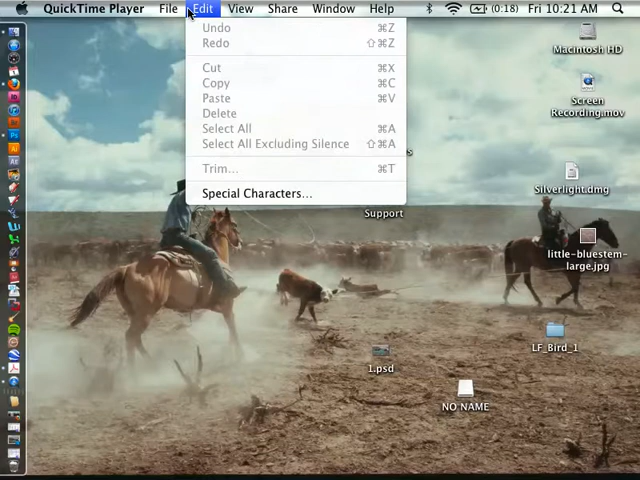 QuickTime Player File Edit View Share Window Help (0:18) Fri 10:21 AM
Undo ⌘Z
Redo ⇧⌘Z
Cut ⌘X
Copy ⌘C
Paste ⌘V
Delete
Select All ⌘A
Select All Excluding Silence ⇧⌘A
Trim... ⌘T
Special Characters...
Macintosh HD
Screen
Recording.mov
Silverlight.dmg
s
Support
little-bluestem-
large.jpg
LF_Bird_1
1.psd
NO NAME